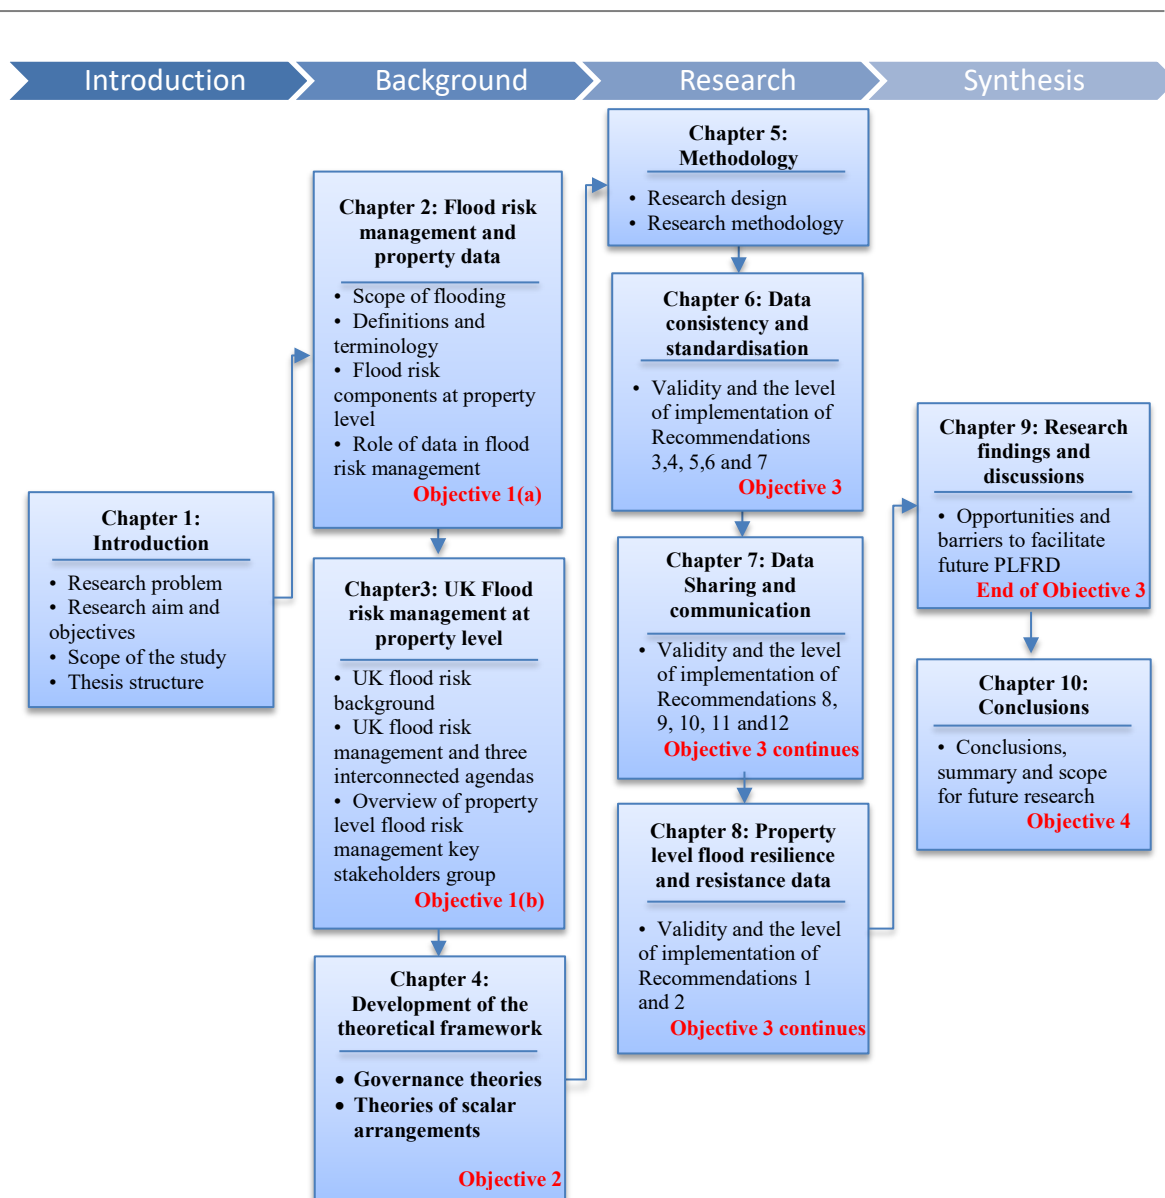 Introduction
Background
Research
Synthesis
Chapter 1:
Introduction
• Research problem
• Research aim and
objectives
• Scope of the study
• Thesis structure
Chapter 2: Flood risk
management and
property data
• Scope of flooding
• Definitions and
terminology
• Flood risk
components at property
level
• Role of data in flood
risk management
Objective 1(a)
Chapter3: UK Flood
risk management at
property level
• UK flood risk
background
• UK flood risk
management and three
interconnected agendas
• Overview of property
level flood risk
management key
stakeholders group
Objective 1(b)
Chapter 4:
Development of the
theoretical framework
• Governance theories
• Theories of scalar
arrangements
Objective 2
Chapter 5:
Methodology
• Research design
• Research methodology
Chapter 6: Data
consistency and
standardisation
• Validity and the level
of implementation of
Recommendations
3,4, 5,6 and 7
Objective 3
Chapter 7: Data
Sharing and
communication
• Validity and the level
of implementation of
Recommendations 8,
9, 10, 11 and12
Objective 3 continues
Chapter 8: Property
level flood resilience
and resistance data
• Validity and the level
of implementation of
Recommendations 1
and 2
Objective 3 continues
Chapter 9: Research
findings and
discussions
• Opportunities and
barriers to facilitate
future PLFRD
End of Objective 3
Chapter 10:
Conclusions
• Conclusions,
summary and scope
for future research
Objective 4